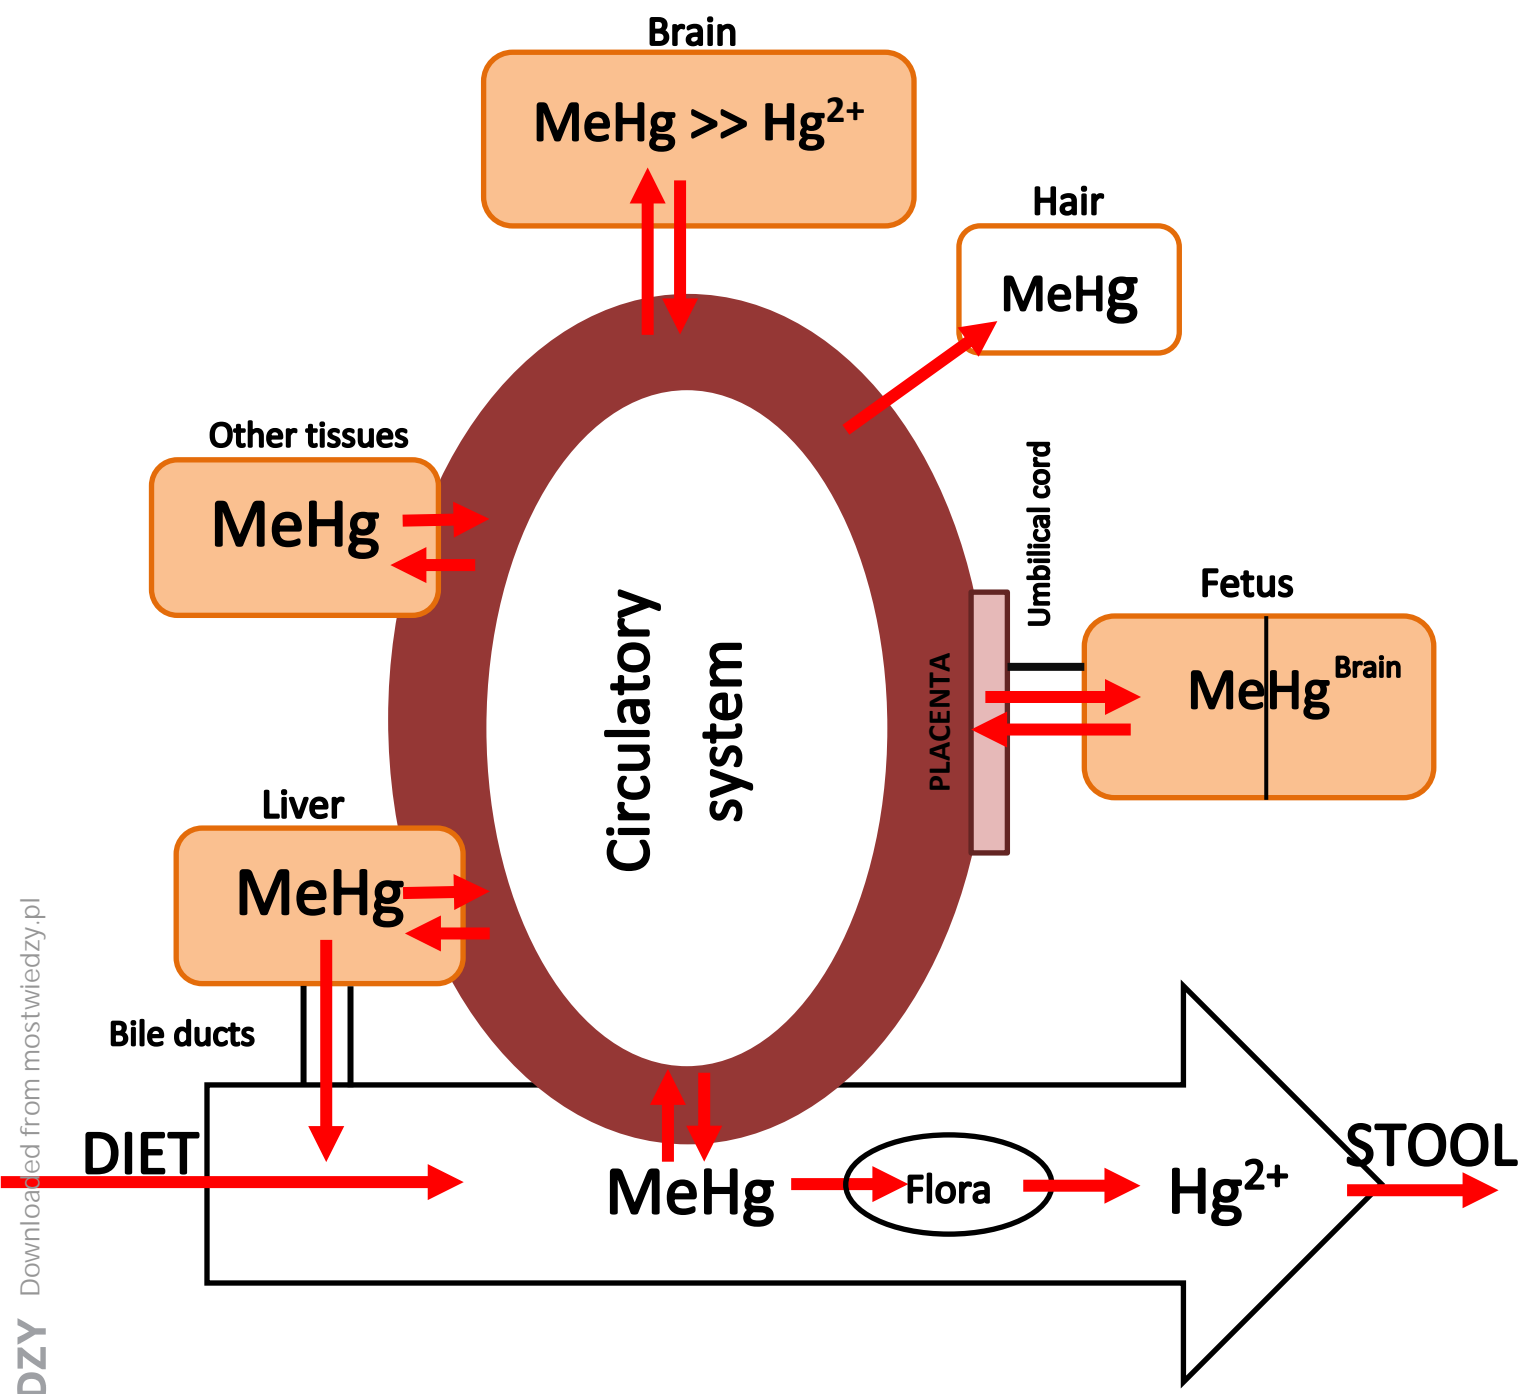 Brain
MeHg >> Hg²⁺
Hair
MeHg
Other tissues
MeHg
Umbilical cord
Fetus
MeHg Brain
Circulatory
system
PLACENTA
Liver
MeHg
Bile ducts
DIET
MeHg
Flora
Hg²⁺
STOOL
DZY Downloaded from mostwiedzy.pl